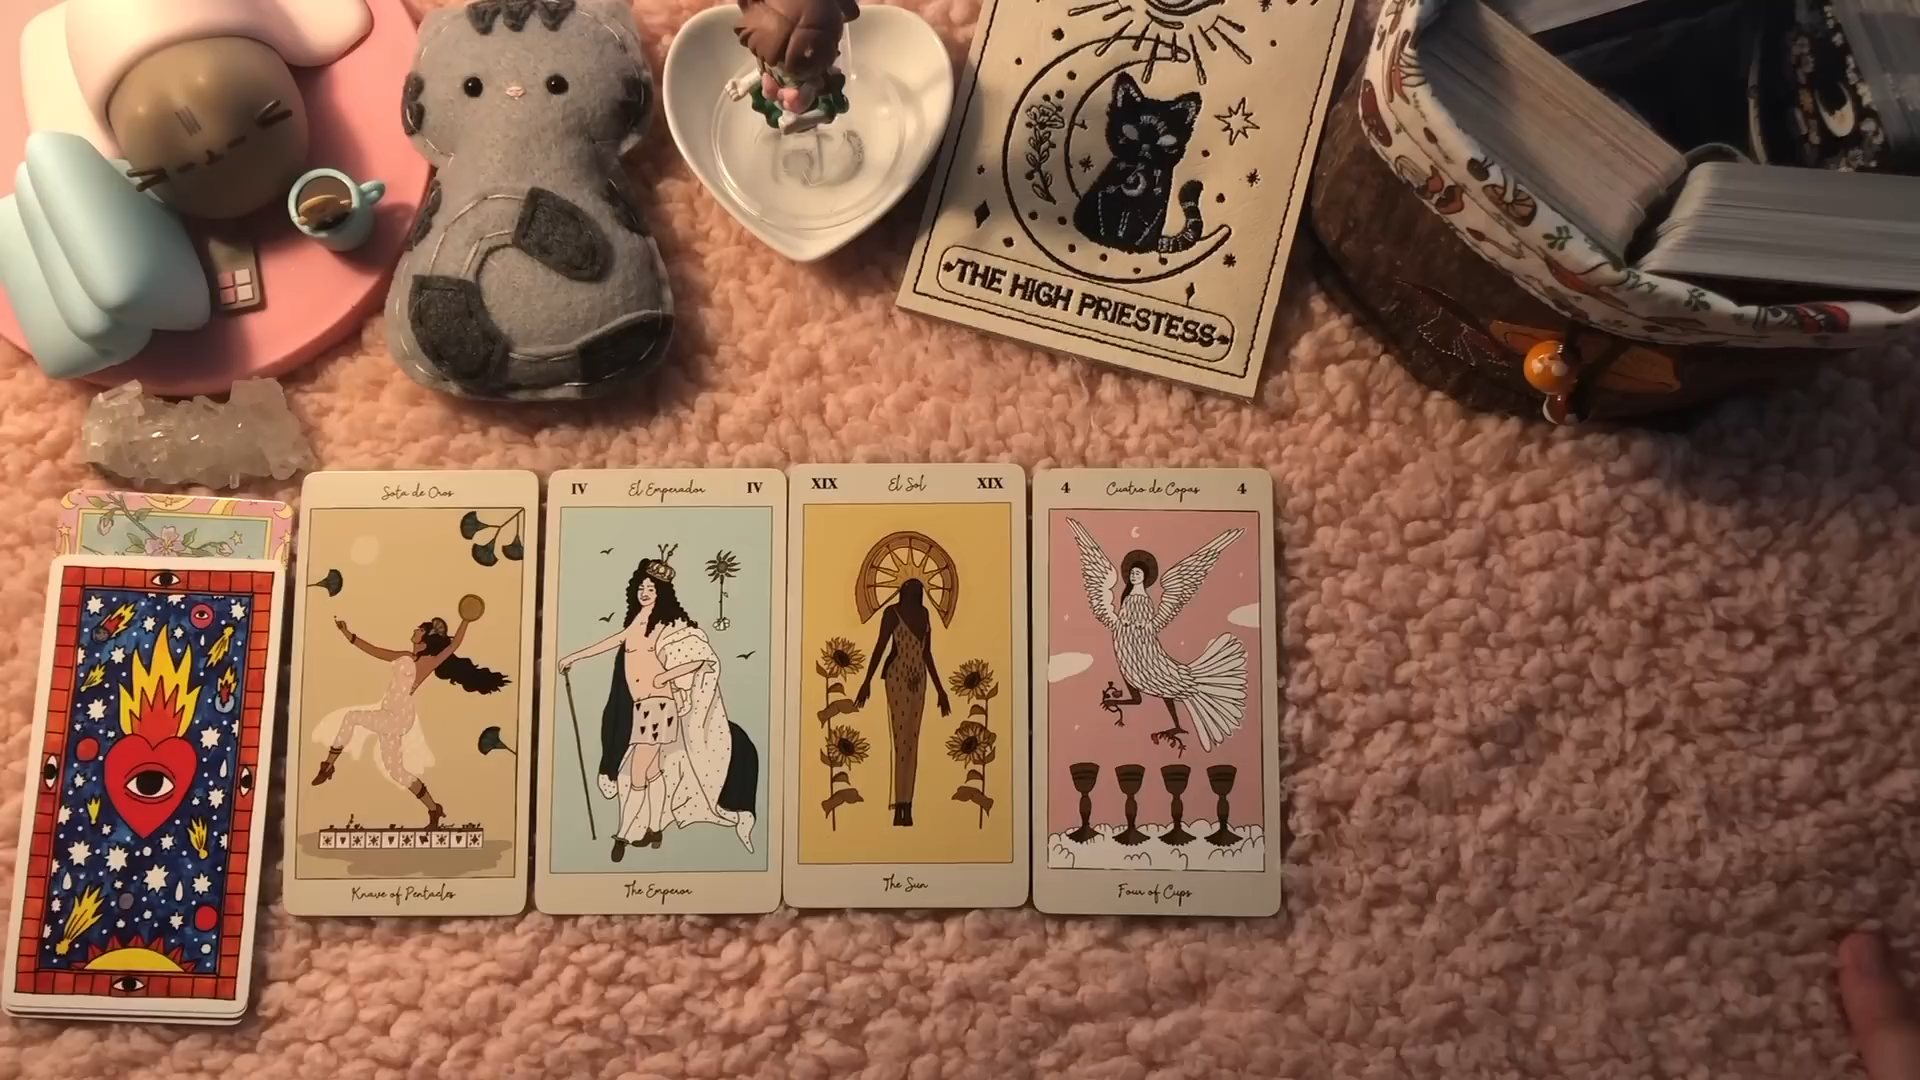 THE HIGH PRIESTESS
Sota de Oros
Knave of Pentacles
IV El Emperador IV
The Emperor
XIX El Sol XIX
The Sun
4 Cuatro de Copas 4
Four of Cups